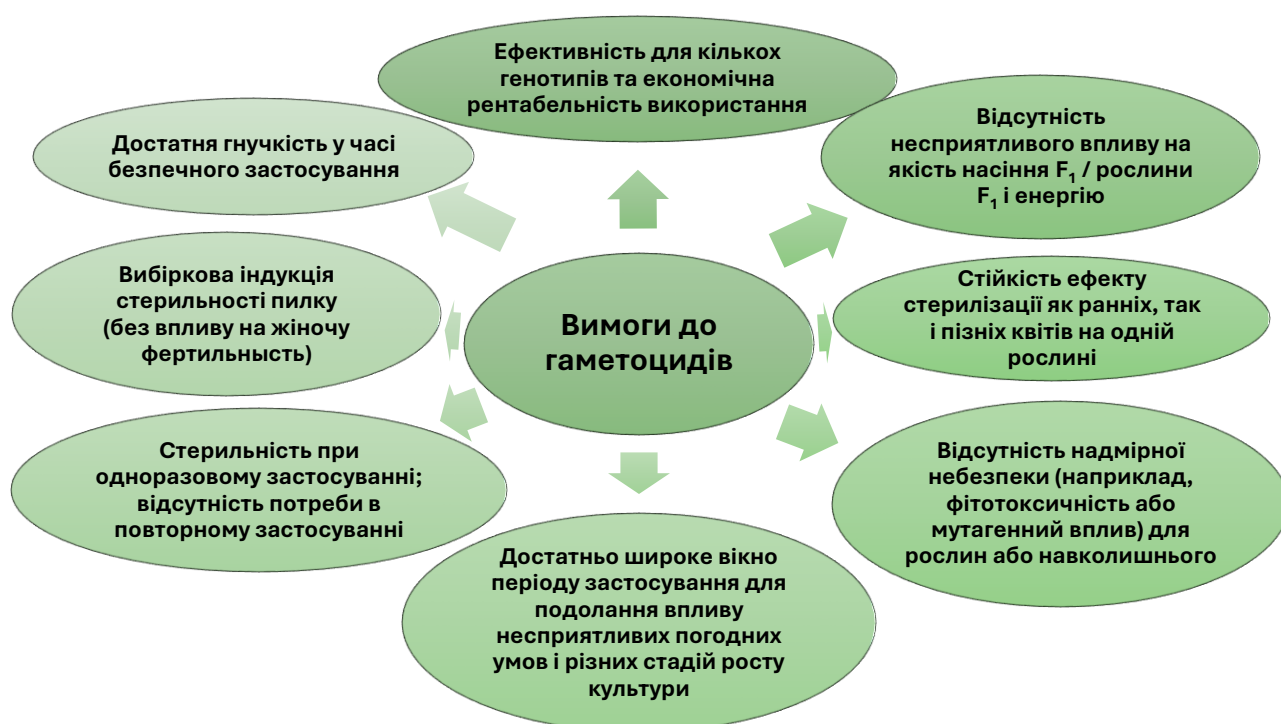 Ефективність для кількох
генотипів та економічна
рентабельність використання
Відсутність
несприятливого впливу на
якість насіння F₁ / рослини
F₁ і енергію
Стійкість ефекту
стерилізації як ранніх, так
і пізніх квітів на одній
рослині
Відсутність надмірної
небезпеки (наприклад,
фітотоксичність або
мутагенний вплив) для
рослин або навколишнього
Достатньо широке вікно
періоду застосування для
подолання впливу
несприятливих погодних
умов і різних стадій росту
культури
Стерильність при
одноразовому застосуванні;
відсутність потреби в
повторному застосуванні
Вибіркова індукція
стерильності пилку
(без впливу на жіночу
фертильнысть)
Достатня гнучкість у часі
безпечного застосування
Вимоги до
гаметоцидів